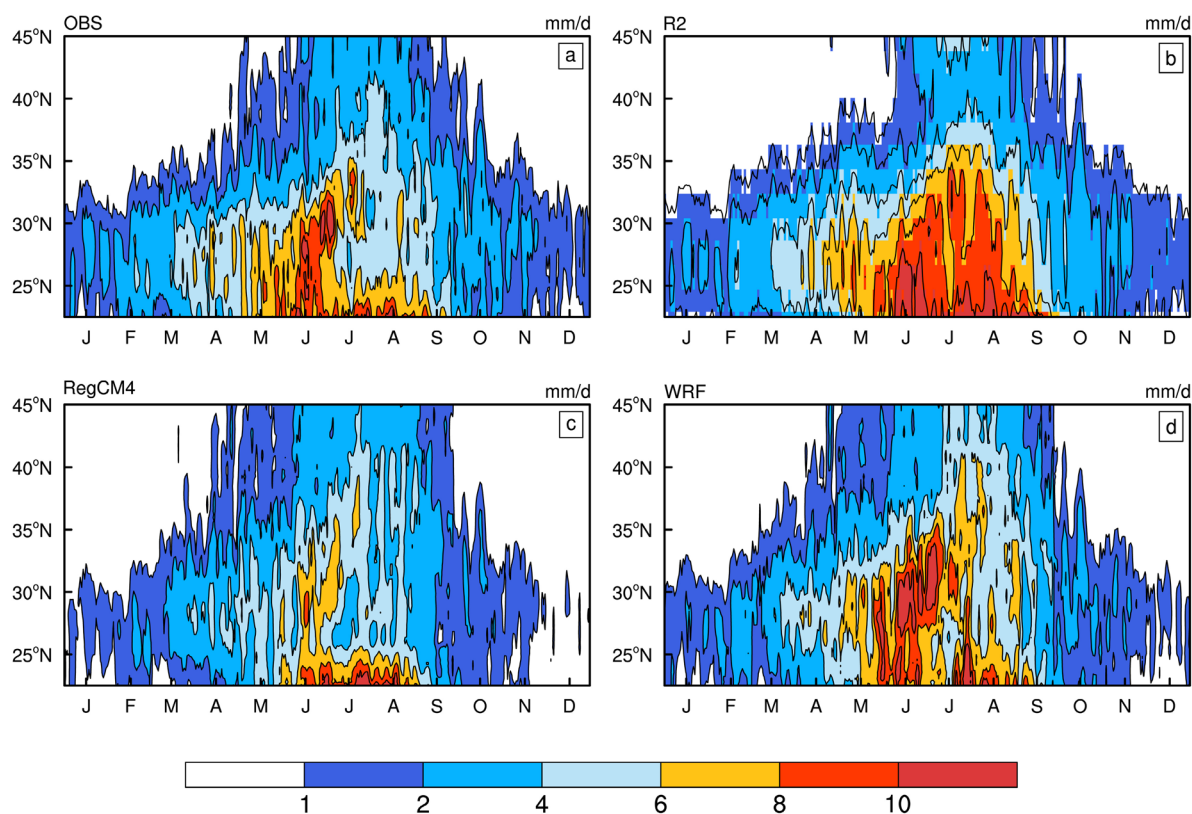 OBS mm/d R2 mm/d
45°N a 45°N b
40°N 40°N
35°N 35°N
30°N 30°N
25°N 25°N
J F M A M J J A S O N D J F M A M J J A S O N D
RegCM4 mm/d WRF mm/d
45°N c 45°N d
40°N 40°N
35°N 35°N
30°N 30°N
25°N 25°N
J F M A M J J A S O N D J F M A M J J A S O N D
1 2 4 6 8 10